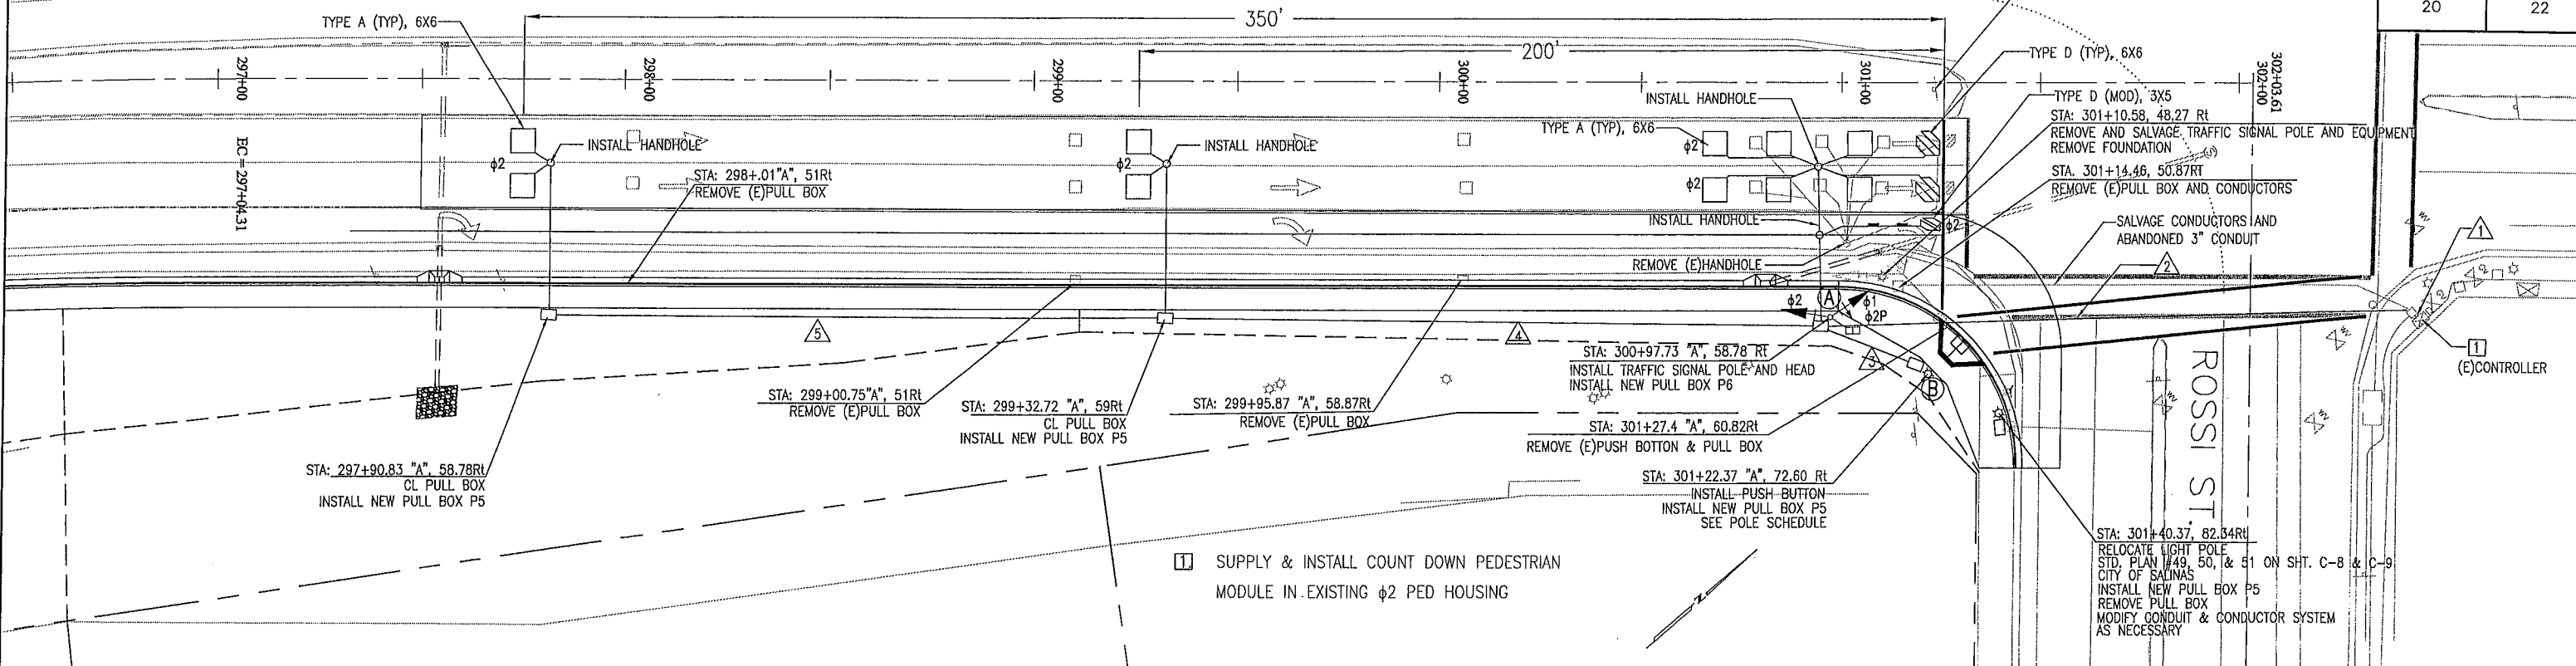 20
22
350'
200'
TYPE A (TYP), 6X6
297+00
298+00
299+00
300+00
301+00
302+00
302+03.61
EC = 297+04.31
INSTALL HANDHOLE
ϕ2
STA: 298+.01"A", 51Rt
REMOVE (E)PULL BOX
INSTALL HANDHOLE
ϕ2
INSTALL HANDHOLE
TYPE A (TYP), 6X6
ϕ2
ϕ2
INSTALL HANDHOLE
ϕ2
REMOVE (E)HANDHOLE
TYPE D (TYP), 6X6
TYPE D (MOD), 3X5
STA: 301+10.58, 48.27 Rt
REMOVE AND SALVAGE TRAFFIC SIGNAL POLE AND EQUIPMENT
REMOVE FOUNDATION
(S)
STA. 301+14.46, 50.87RT
REMOVE (E)PULL BOX AND CONDUCTORS
SALVAGE CONDUCTORS AND
ABANDONED 3" CONDUIT
1
2
3
4
5
A
B
ϕ2
ϕ1
ϕ2P
1
(E)CONTROLLER
STA: 297+90.83 "A", 58.78Rt
CL PULL BOX
INSTALL NEW PULL BOX P5
STA: 299+00.75"A", 51Rt
REMOVE (E)PULL BOX
STA: 299+32.72 "A", 59Rt
CL PULL BOX
INSTALL NEW PULL BOX P5
STA: 299+95.87 "A", 58.87Rt
REMOVE (E)PULL BOX
STA: 300+97.73 "A", 58.78 Rt
INSTALL TRAFFIC SIGNAL POLE AND HEAD
INSTALL NEW PULL BOX P6
STA: 301+27.4 "A", 60.82Rt
REMOVE (E)PUSH BOTTON & PULL BOX
STA: 301+22.37 "A", 72.60 Rt
INSTALL PUSH BUTTON
INSTALL NEW PULL BOX P5
SEE POLE SCHEDULE
ROSSI ST
STA: 301+40.37, 82.34Rt
RELOCATE LIGHT POLE
STD. PLAN #49, 50, & 51 ON SHT. C-8 & C-9
CITY OF SALINAS
INSTALL NEW PULL BOX P5
REMOVE PULL BOX
MODIFY CONDUIT & CONDUCTOR SYSTEM
AS NECESSARY
1 SUPPLY & INSTALL COUNT DOWN PEDESTRIAN
MODULE IN EXISTING ϕ2 PED HOUSING